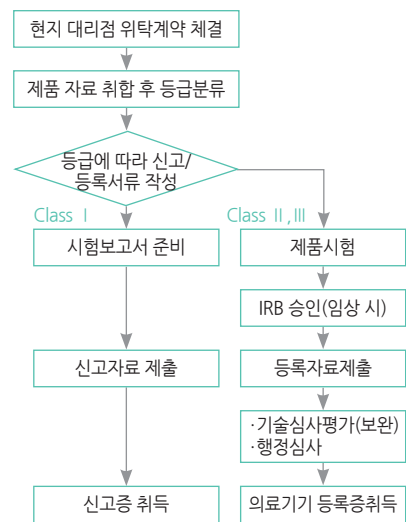 현지 대리점 위탁계약 체결
제품 자료 취합 후 등급분류
등급에 따라 신고/
등록서류 작성
Class Ⅰ
Class Ⅱ, Ⅲ
시험보고서 준비
제품시험
IRB 승인(임상 시)
신고자료 제출
등록자료제출
·기술심사평가(보완)
·행정심사
신고증 취득
의료기기 등록증취득